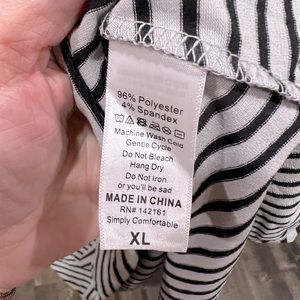 96% Polyester
4% Spandex
Machine Wash Cold
Gentle Cycle
Do Not Bleach
Hang Dry
Do Not Iron
or you'll be sad
MADE IN CHINA
RN# 142161
Simply Comfortable
XL